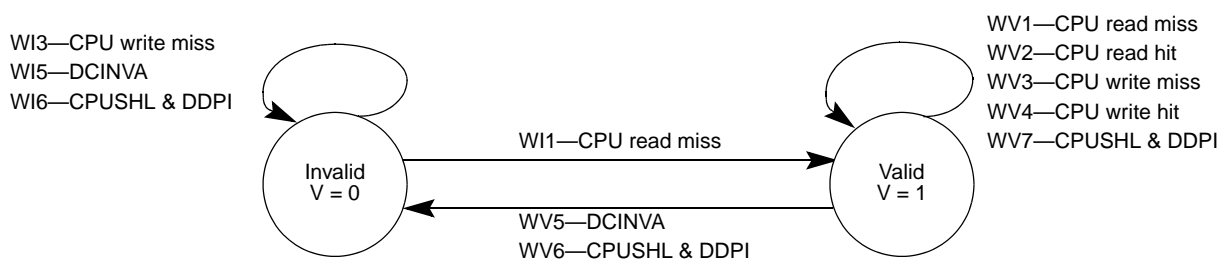 WI3—CPU write miss
WI5—DCINVA
WI6—CPUSHL & DDPI
WV1—CPU read miss
WV2—CPU read hit
WV3—CPU write miss
WV4—CPU write hit
WV7—CPUSHL & DDPI
WI1—CPU read miss
Invalid
V = 0
Valid
V = 1
WV5—DCINVA
WV6—CPUSHL & DDPI